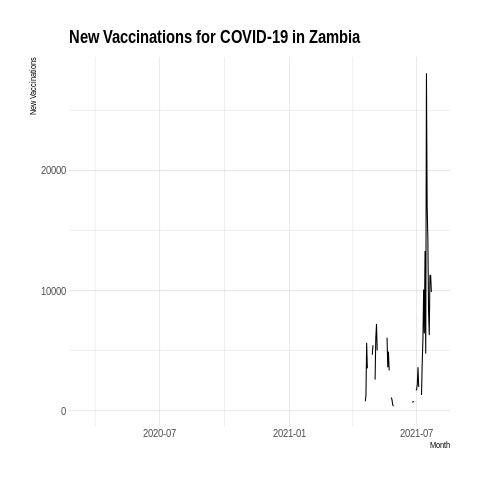 New Vaccinations for COVID-19 in Zambia
New Vaccinations
20000
10000
0
2020-07 2021-01 2021-07
Month